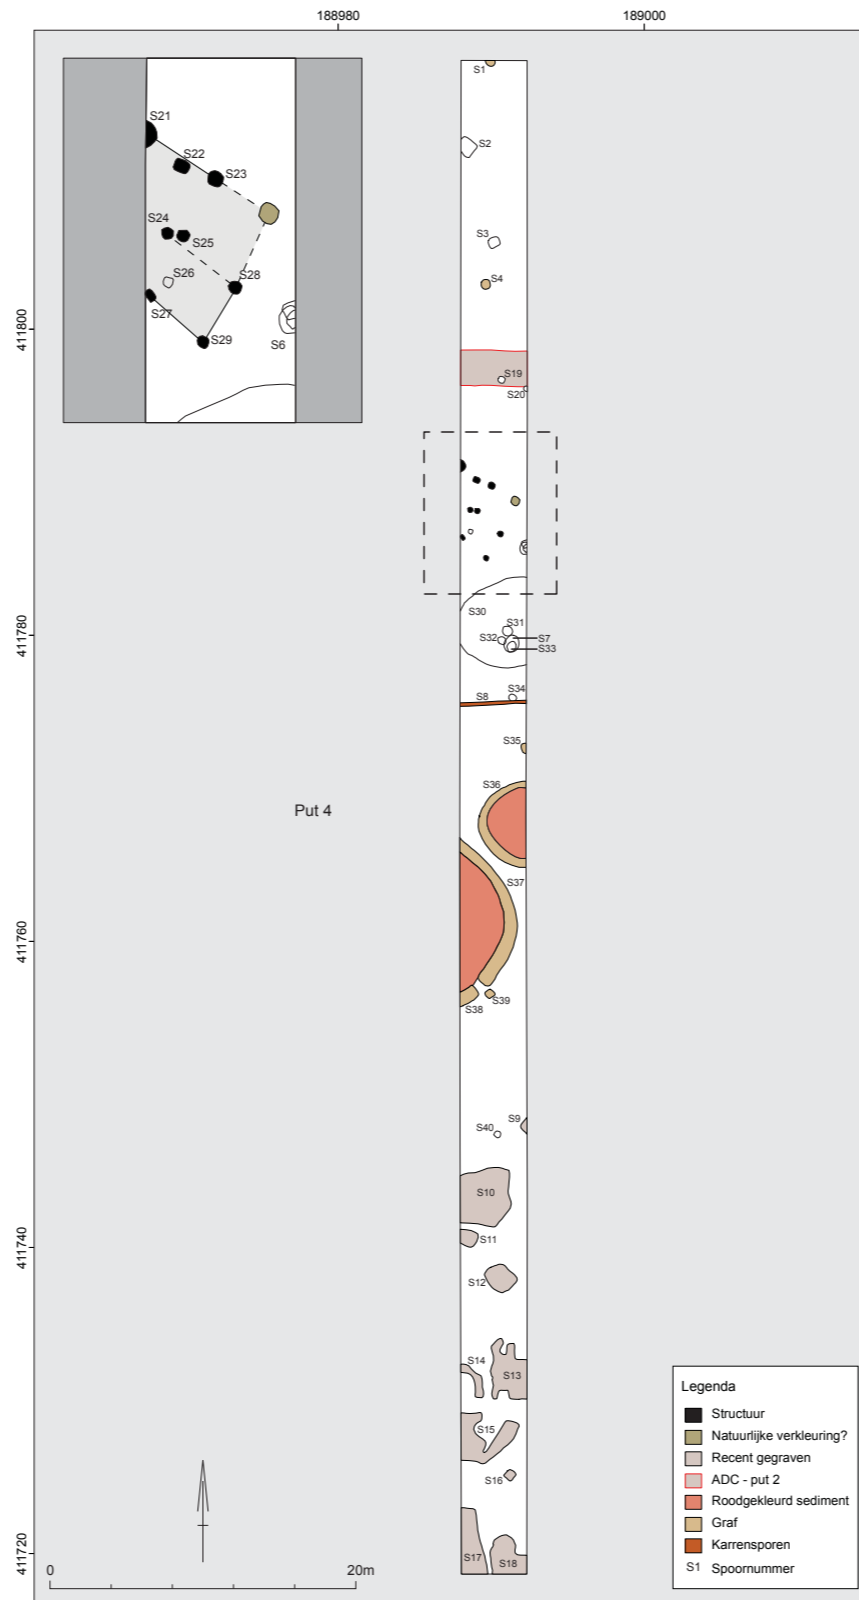 188980
189000
S21
S22
S23
S24
S25
S26
S28
S27
S29
S6
S1
S2
S3
S4
411800
S19
S20
S30
S31
S32
S7
S33
411780
S34
S8
S35
S36
Put 4
S37
411760
S39
S38
S9
S40
S10
S11
411740
S12
S14
S13
S15
S16
S17
S18
411720
0
20m
Legenda
Structuur
Natuurlijke verkleuring?
Recent gegraven
ADC - put 2
Roodgekleurd sediment
Graf
Karrensporen
S1 Spoornummer